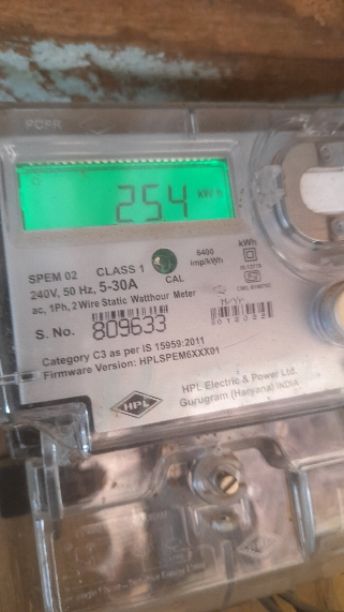 254 kWh
SPEM 02 CLASS 1
CAL
6400
imp/kWh
kWh
240V, 50 Hz, 5-30A
ac, 1Ph, 2 Wire Static Watthour Meter
M/YY
S. No. 809633
Category C3 as per IS 15959:2011
Firmware Version: HPLSPEM6XXX01
HPL
HPL Electric & Power Ltd.
Gurugram (Haryana) INDIA